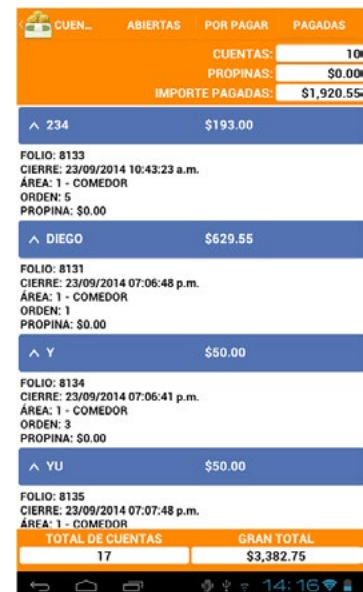 CUEN... ABIERTAS POR PAGAR PAGADAS
CUENTAS: 10
PROPINAS: $0.00
IMPORTE PAGADAS: $1,920.55
234 $193.00
FOLIO: 8133
CIERRE: 23/09/2014 10:43:23 a.m.
ÁREA: 1 - COMEDOR
ORDEN: 5
PROPINA: $0.00
DIEGO $629.55
FOLIO: 8131
CIERRE: 23/09/2014 07:06:48 p.m.
ÁREA: 1 - COMEDOR
ORDEN: 1
PROPINA: $0.00
Y $50.00
FOLIO: 8134
CIERRE: 23/09/2014 07:06:41 p.m.
ÁREA: 1 - COMEDOR
ORDEN: 3
PROPINA: $0.00
YU $50.00
FOLIO: 8135
CIERRE: 23/09/2014 07:07:48 p.m.
ÁREA: 1 - COMEDOR
TOTAL DE CUENTAS GRAN TOTAL
17 $3,382.75
14:16